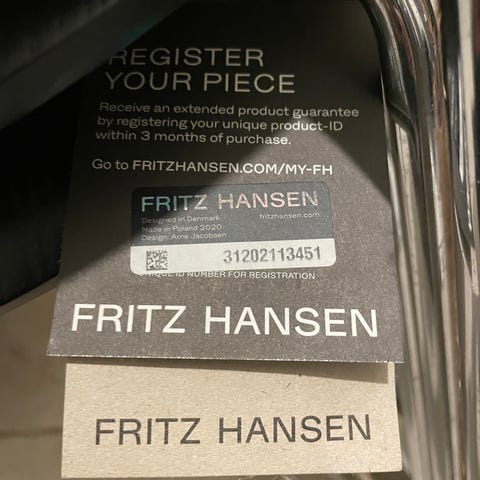 REGISTER
YOUR PIECE
Receive an extended product guarantee
by registering your unique product-ID
within 3 months of purchase.
Go to FRITZHANSEN.COM/MY-FH
FRITZ HANSEN
Designed in Denmark fritzhansen.com
Made in Poland 2020
Design: Arne Jacobsen
31202113451
UNIQUE ID NUMBER FOR REGISTRATION
FRITZ HANSEN
FRITZ HANSEN